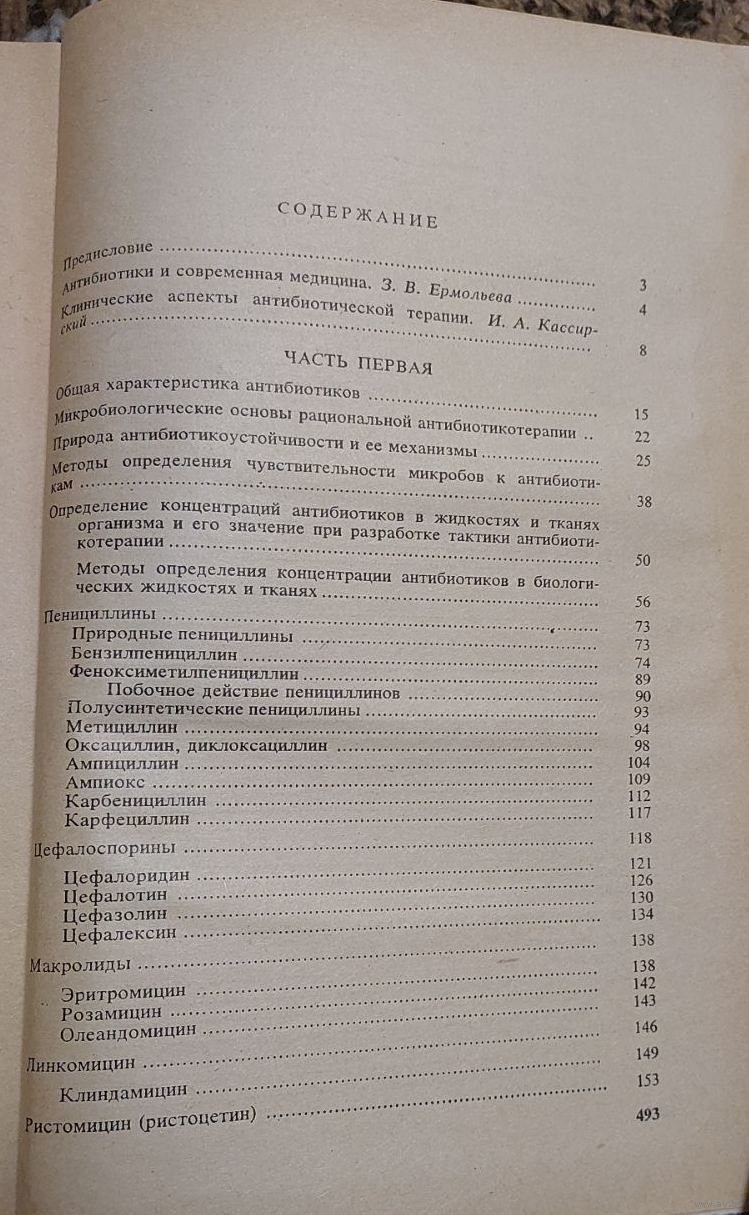 СОДЕРЖАНИЕ
Предисловие ........ 3
Антибиотики и современная медицина. З. В. Ермольева ........ 4
Клинические аспекты антибиотической терапии. И. А. Кассир-
ский ........ 8
ЧАСТЬ ПЕРВАЯ
Общая характеристика антибиотиков ........ 15
Микробиологические основы рациональной антибиотикотерапии .. 22
Природа антибиотикоустойчивости и ее механизмы ........ 25
Методы определения чувствительности микробов к антибиоти-
кам ........ 38
Определение концентраций антибиотиков в жидкостях и тканях
организма и его значение при разработке тактики антибиоти-
котерапии ........ 50
Методы определения концентрации антибиотиков в биологи-
ческих жидкостях и тканях ........ 56
Пенициллины ........ 73
Природные пенициллины ........ 73
Бензилпенициллин ........ 74
Феноксиметилпенициллин ........ 89
Побочное действие пенициллинов ........ 90
Полусинтетические пенициллины ........ 93
Метициллин ........ 94
Оксациллин, диклоксациллин ........ 98
Ампициллин ........ 104
Ампиокс ........ 109
Карбенициллин ........ 112
Карфециллин ........ 117
Цефалоспорины ........ 118
Цефалоридин ........ 121
Цефалотин ........ 126
Цефазолин ........ 130
Цефалексин ........ 134
Макролиды ........ 138
Эритромицин ........ 138
Розамицин ........ 142
Олеандомицин ........ 143
Линкомицин ........ 146
Клиндамицин ........ 149
Ристомицин (ристоцетин) ........ 153
493